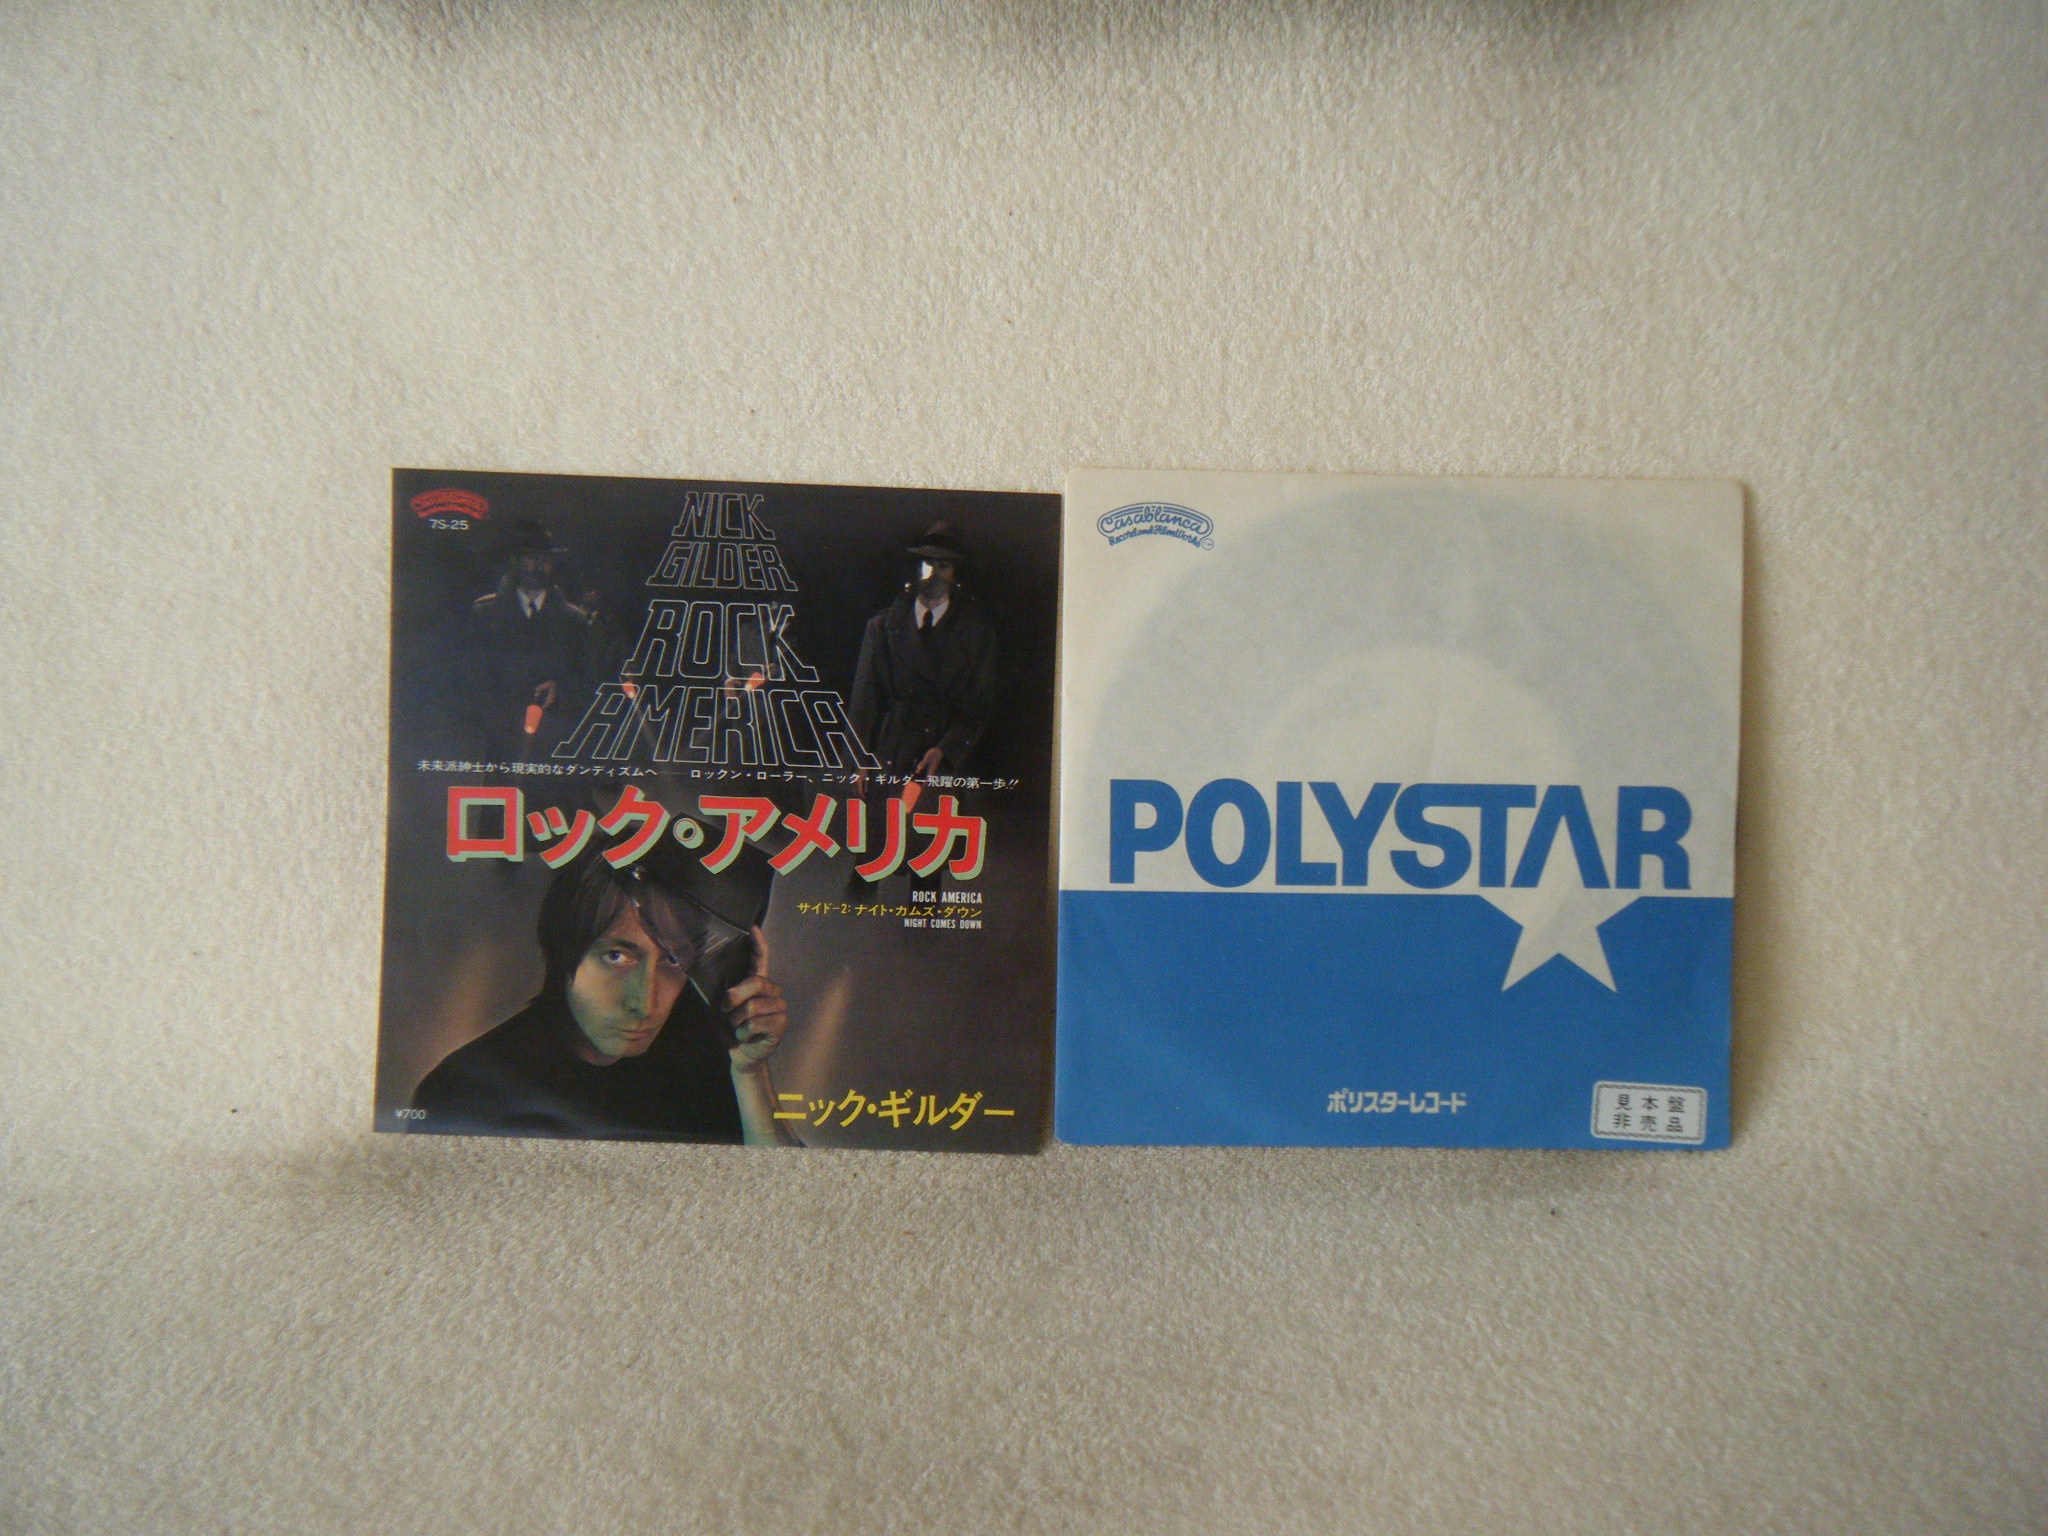 Casablanca
7S-25
NICK
GILDER
ROCK
AMERICA
未来派紳士から現実的なダンディズムへ――ロックン・ローラー、ニック・ギルダー飛躍の第一歩!!
ロック・アメリカ
ROCK AMERICA
サイド-2:ナイト・カムズ・ダウン
NIGHT COMES DOWN
¥700
ニック・ギルダー
Casablanca
Record and FilmWorks
POLYSTAR
ポリスターレコード
見本盤
非売品